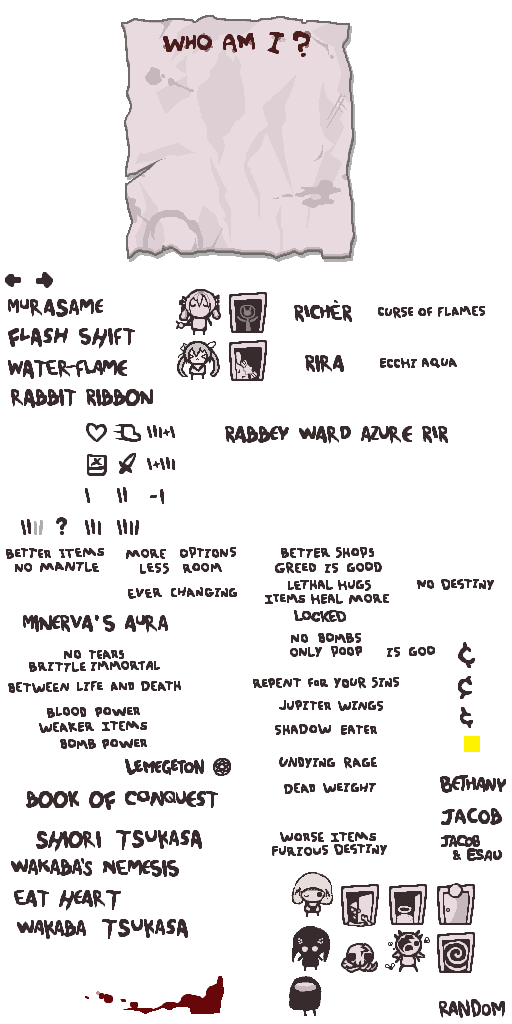 WHO AM I ?
MURASAME
FLASH SHIFT
WATER-FLAME
RABBIT RIBBON
RICHÈR
CURSE OF FLAMES
RIRA
ECCHI AQUA
RABBEY WARD AZURE RIR
?
BETTER ITEMS
NO MANTLE
MORE OPTIONS
LESS ROOM
EVER CHANGING
BETTER SHOPS
GREED IS GOOD
LETHAL HUGS
ITEMS HEAL MORE
NO DESTINY
LOCKED
MINERVA'S AURA
NO BOMBS
ONLY POOP
IS GOD
¢
NO TEARS
BRITTLE IMMORTAL
BETWEEN LIFE AND DEATH
REPENT FOR YOUR SINS
¢
BLOOD POWER
WEAKER ITEMS
BOMB POWER
JUPITER WINGS
¢
SHADOW EATER
LEMEGETON
UNDYING RAGE
DEAD WEIGHT
BETHANY
BOOK OF CONQUEST
JACOB
SHIORI TSUKASA
WORSE ITEMS
FURIOUS DESTINY
JACOB
& ESAU
WAKABA'S NEMESIS
EAT HEART
WAKABA TSUKASA
RANDOM